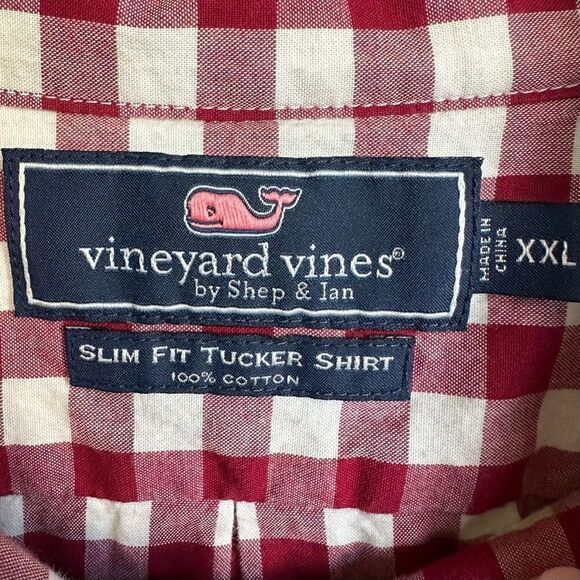 vineyard vines®
by Shep & Ian
SLIM FIT TUCKER SHIRT
100% COTTON
MADE IN
CHINA
XXL